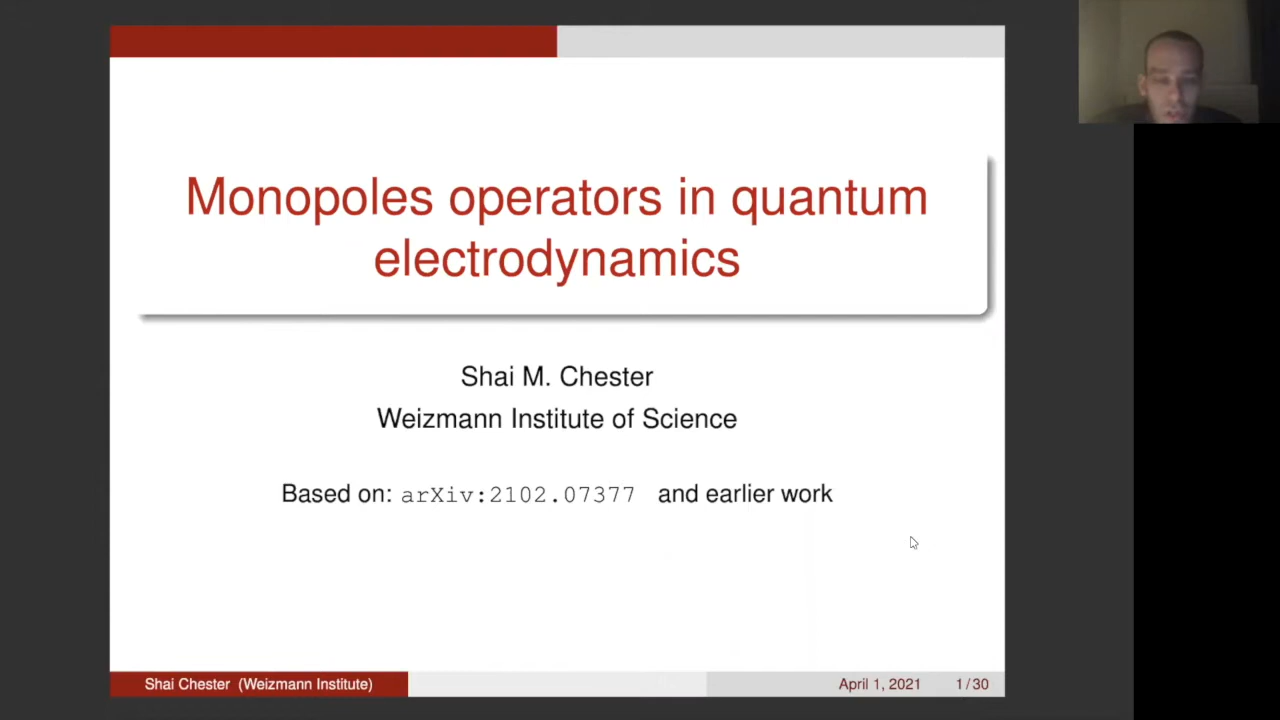 Monopoles operators in quantum
electrodynamics
Shai M. Chester
Weizmann Institute of Science
Based on: arXiv:2102.07377 and earlier work
Shai Chester (Weizmann Institute) April 1, 2021 1 / 30